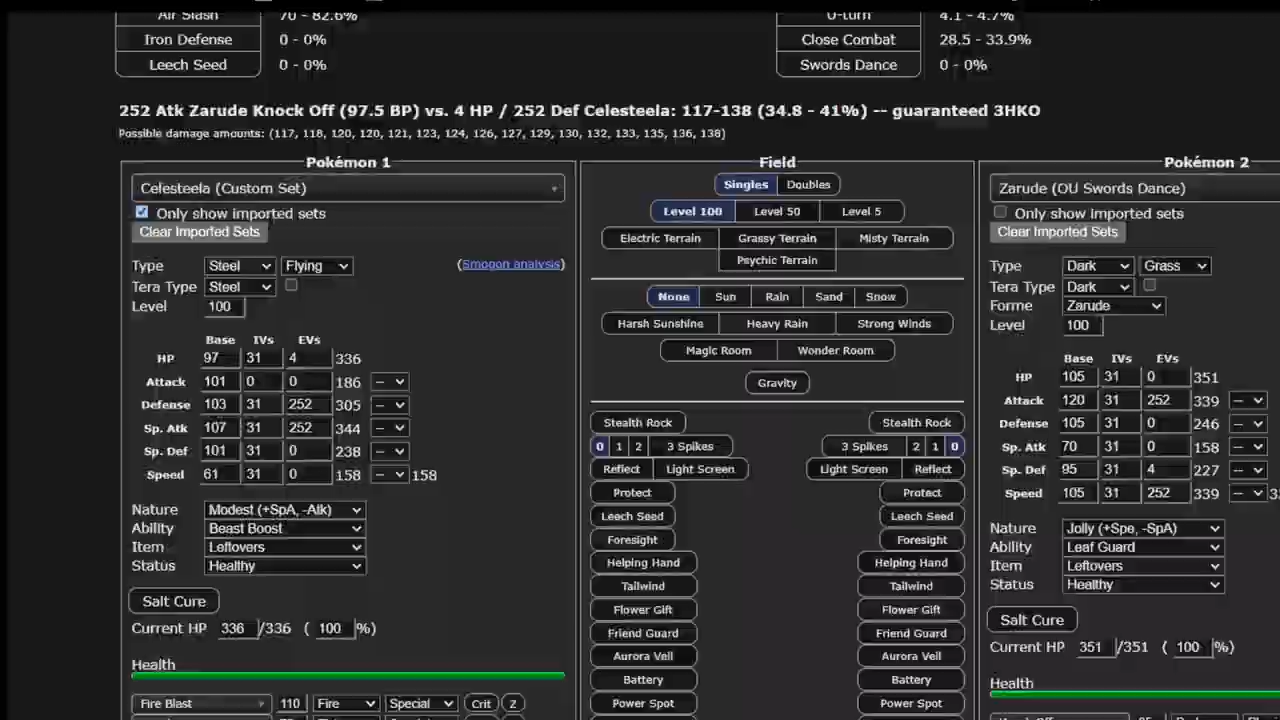 Air Slash 70 - 82.6% U-turn 4.1 - 4.7%
Iron Defense 0 - 0% Close Combat 28.5 - 33.9%
Leech Seed 0 - 0% Swords Dance 0 - 0%
252 Atk Zarude Knock Off (97.5 BP) vs. 4 HP / 252 Def Celesteela: 117-138 (34.8 - 41%) -- guaranteed 3HKO
Possible damage amounts: (117, 118, 120, 120, 121, 123, 124, 126, 127, 129, 130, 132, 133, 135, 136, 138)
Pokémon 1
Celesteela (Custom Set)
Only show imported sets
Clear Imported Sets
Type Steel Flying (Smogon analysis)
Tera Type Steel
Level 100
Base IVs EVs
HP 97 31 4 336
Attack 101 0 0 186 --
Defense 103 31 252 305 --
Sp. Atk 107 31 252 344 --
Sp. Def 101 31 0 238 --
Speed 61 31 0 158 -- 158
Nature Modest (+SpA, -Atk)
Ability Beast Boost
Item Leftovers
Status Healthy
Salt Cure
Current HP 336 /336 ( 100 %)
Health
Fire Blast 110 Fire Special Crit Z
Field
Singles Doubles
Level 100 Level 50 Level 5
Electric Terrain Grassy Terrain Misty Terrain
Psychic Terrain
None Sun Rain Sand Snow
Harsh Sunshine Heavy Rain Strong Winds
Magic Room Wonder Room
Gravity
Stealth Rock Stealth Rock
0 1 2 3 Spikes 3 Spikes 2 1 0
Reflect Light Screen Light Screen Reflect
Protect Protect
Leech Seed Leech Seed
Foresight Foresight
Helping Hand Helping Hand
Tailwind Tailwind
Flower Gift Flower Gift
Friend Guard Friend Guard
Aurora Veil Aurora Veil
Battery Battery
Power Spot Power Spot
Pokémon 2
Zarude (OU Swords Dance)
Only show imported sets
Clear Imported Sets
Type Dark Grass
Tera Type Dark
Forme Zarude
Level 100
Base IVs EVs
HP 105 31 0 351
Attack 120 31 252 339 --
Defense 105 31 0 246 --
Sp. Atk 70 31 0 158 --
Sp. Def 95 31 4 227 --
Speed 105 31 252 339 --
Nature Jolly (+Spe, -SpA)
Ability Leaf Guard
Item Leftovers
Status Healthy
Salt Cure
Current HP 351 /351 ( 100 %)
Health